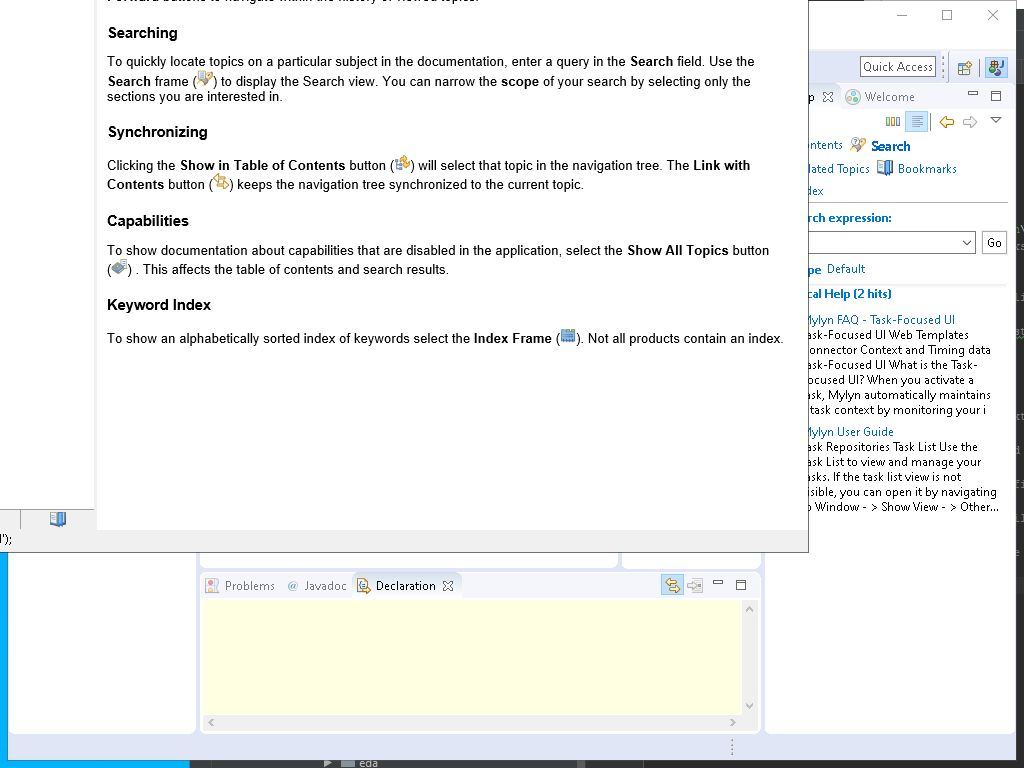 Searching
To quickly locate topics on a particular subject in the documentation, enter a query in the Search field. Use the
Search frame ( ) to display the Search view. You can narrow the scope of your search by selecting only the
sections you are interested in.
Synchronizing
Clicking the Show in Table of Contents button ( ) will select that topic in the navigation tree. The Link with
Contents button ( ) keeps the navigation tree synchronized to the current topic.
Capabilities
To show documentation about capabilities that are disabled in the application, select the Show All Topics button
( ) . This affects the table of contents and search results.
Keyword Index
To show an alphabetically sorted index of keywords select the Index Frame ( ). Not all products contain an index.
');
Quick Access
p Welcome
ntents Search
lated Topics Bookmarks
dex
rch expression:
Go
pe Default
cal Help (2 hits)
Mylyn FAQ - Task-Focused UI
ask-Focused UI Web Templates
onnector Context and Timing data
ask-Focused UI What is the Task-
ocused UI? When you activate a
ask, Mylyn automatically maintains
task context by monitoring your i
Mylyn User Guide
ask Repositories Task List Use the
ask List to view and manage your
asks. If the task list view is not
isible, you can open it by navigating
o Window - > Show View - > Other...
Problems @ Javadoc Declaration
eda